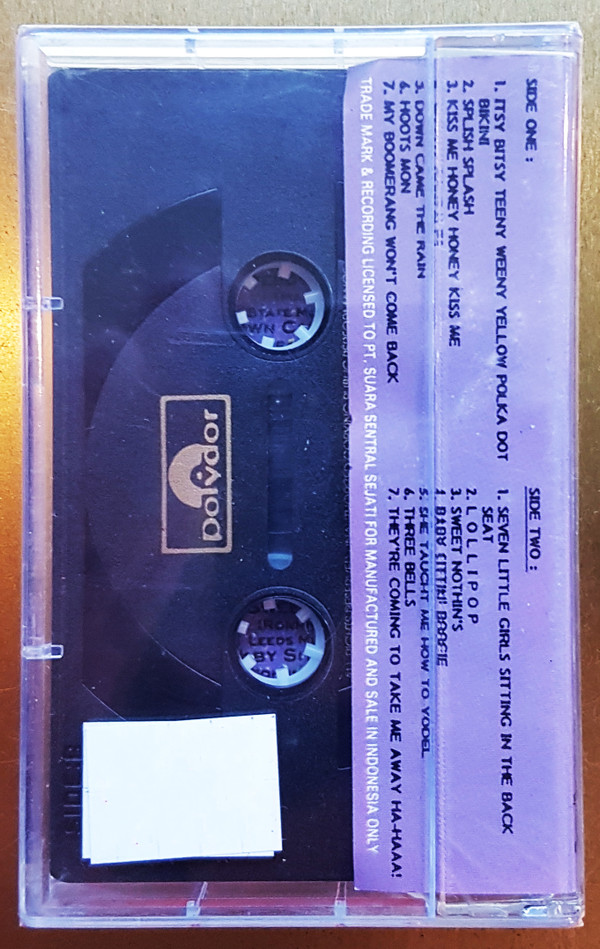 SIDE ONE :
1. ITSY BITSY TEENY WEENY YELLOW POLKA DOT
BIKINI
2. SPLISH SPLASH
3. KISS ME HONEY HONEY KISS ME
5. DOWN CAME THE RAIN
6. HOOTS MON
7. MY BOOMERANG WON'T COME BACK
SIDE TWO :
1. SEVEN LITTLE GIRLS SITTING IN THE BACK
SEAT
2. L O L L I P O P
3. SWEET NOTHIN'S
4. BABY SITTIN' BOOGIE
5. SHE TAUGHT ME HOW TO YODEL
6. THREE BELLS
7. THEY'RE COMING TO TAKE ME AWAY HA-HAAA!
TRADE MARK & RECORDING LICENSED TO PT. SUARA SENTRAL SEJATI FOR MANUFACTURED AND SALE IN INDONESIA ONLY
Polydor